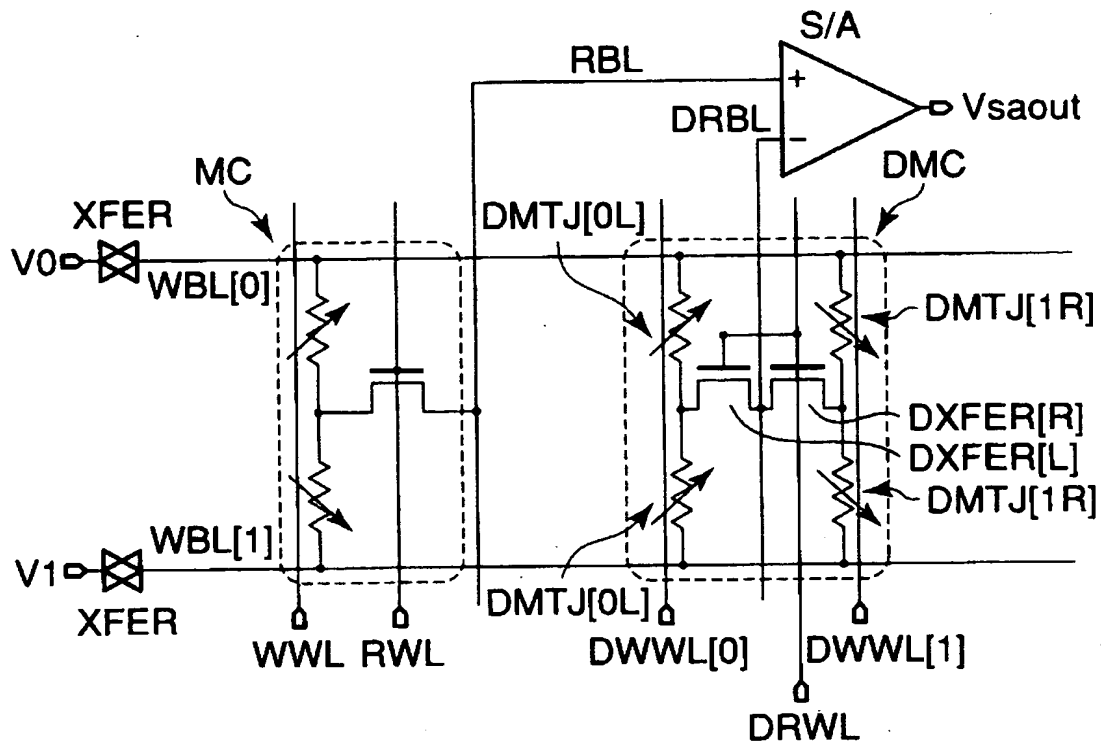 S/A
RBL
+
Vsaout
DRBL
−
MC
DMC
XFER
DMTJ[0L]
V0
WBL[0]
DMTJ[1R]
DXFER[R]
DXFER[L]
DMTJ[1R]
WBL[1]
V1
DMTJ[0L]
XFER
WWL
RWL
DWWL[0]
DWWL[1]
DRWL